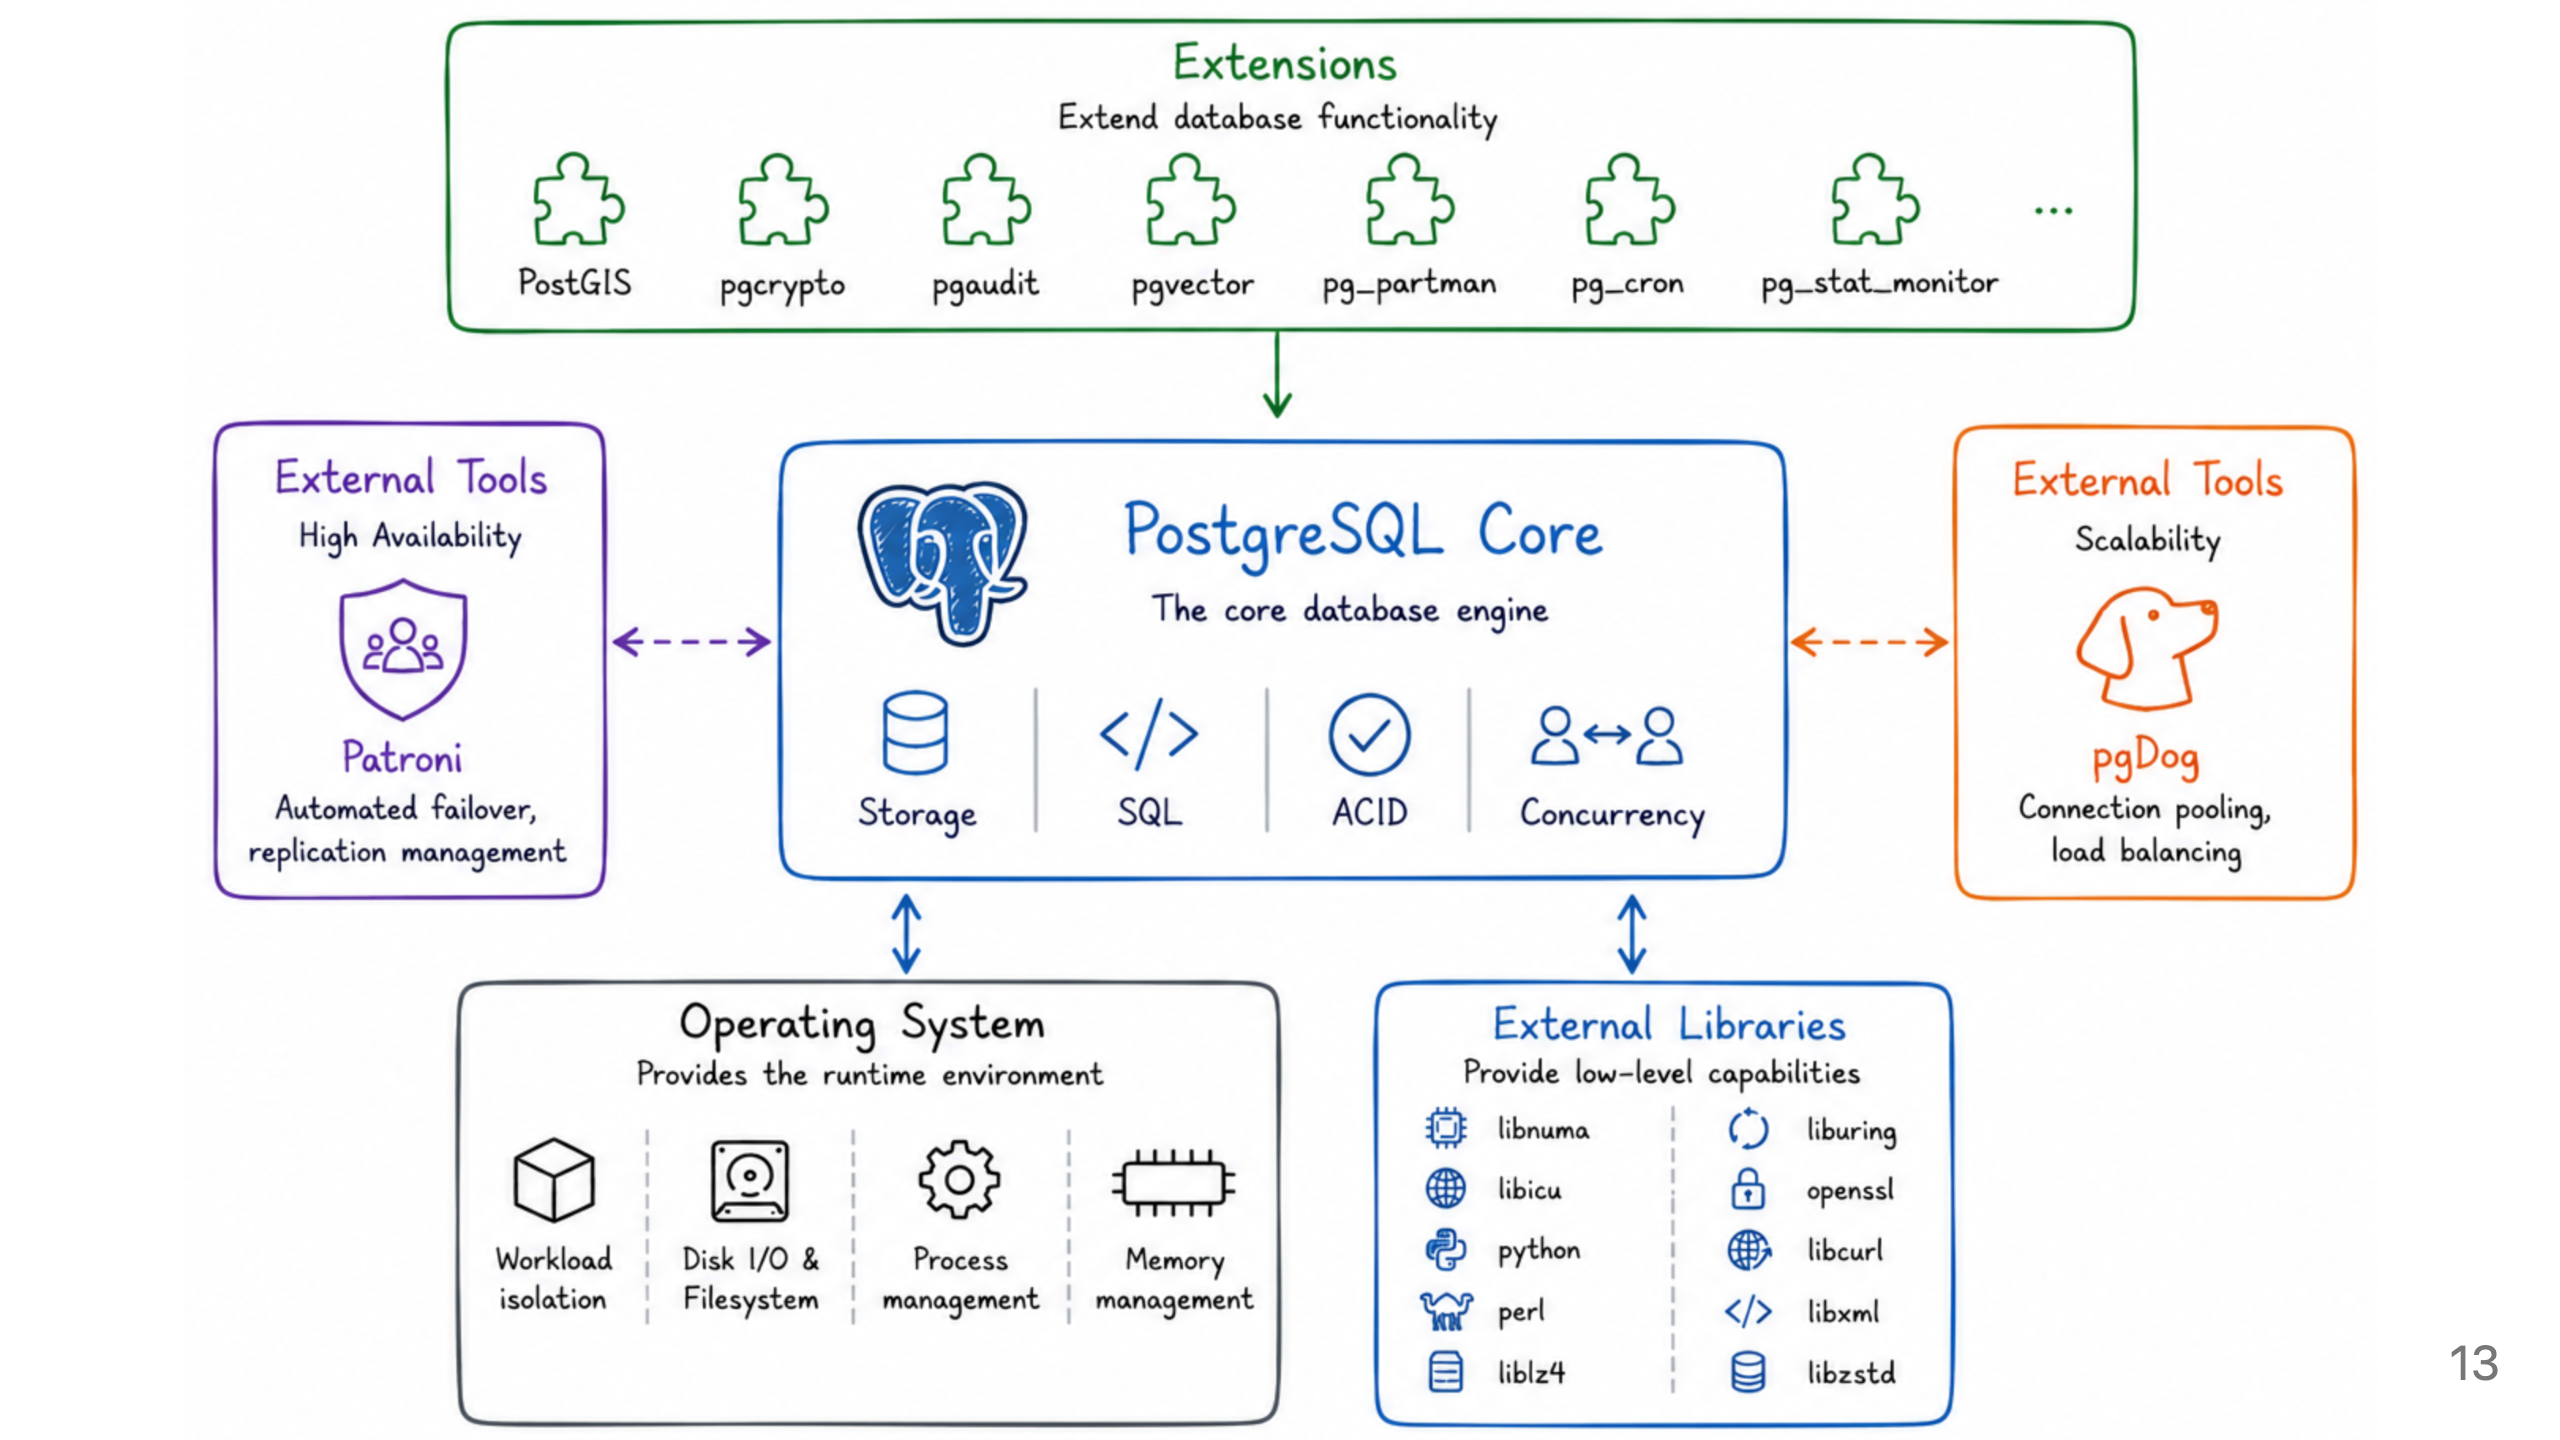 Extensions
Extend database functionality
PostGIS
pgcrypto
pgaudit
pgvector
pg_partman
pg_cron
pg_stat_monitor
...
External Tools
High Availability
Patroni
Automated failover,
replication management
PostgreSQL Core
The core database engine
Storage
SQL
ACID
Concurrency
External Tools
Scalability
pgDog
Connection pooling,
load balancing
Operating System
Provides the runtime environment
Workload
isolation
Disk I/O &
Filesystem
Process
management
Memory
management
External Libraries
Provide low-level capabilities
libnuma
libicu
python
perl
liblz4
liburing
openssl
libcurl
libxml
libzstd
13